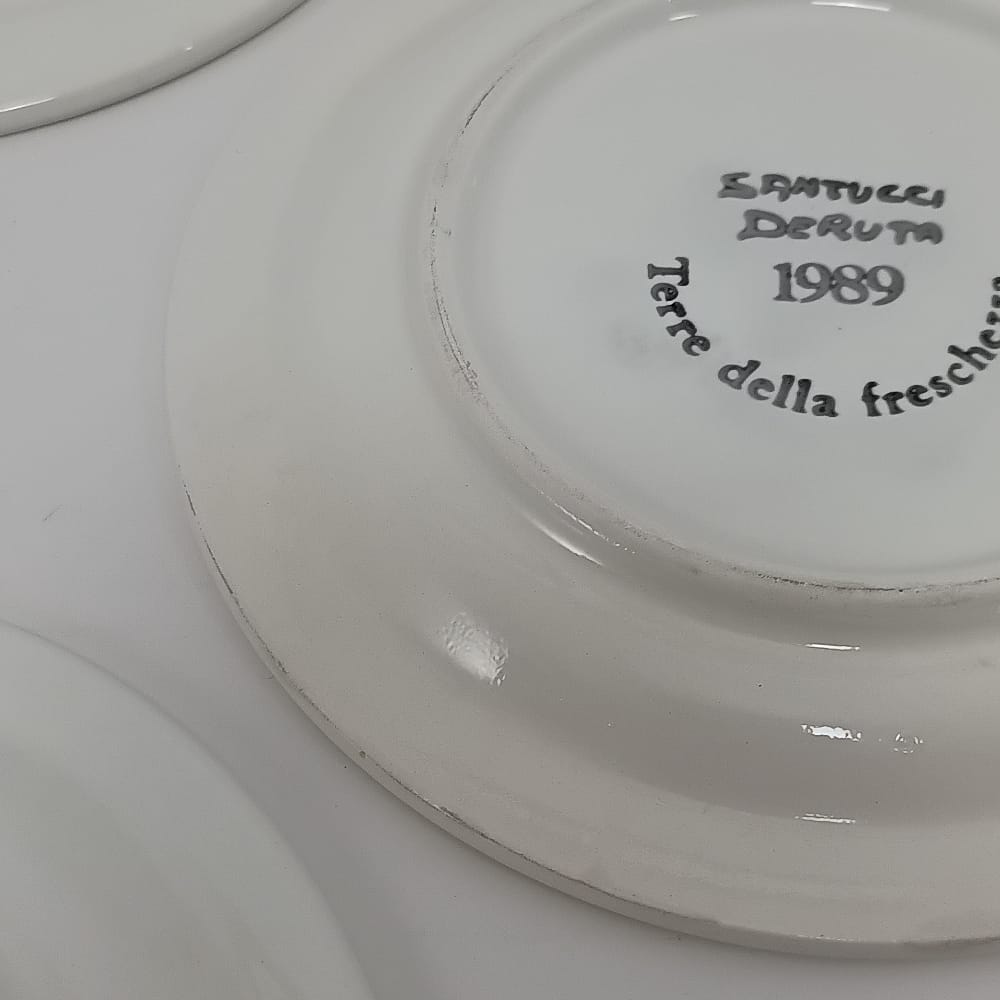 SANTUCCI
DERUTA
1989
Terre della